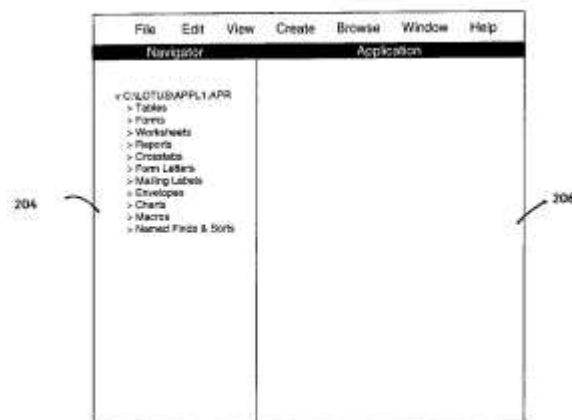 File Edit View Create Browse Window Help
Navigator Application
v C:\LOTUS\APPL1.APR
> Tables
> Forms
> Worksheets
> Reports
> Crosstabs
> Form Letters
> Mailing Labels
> Envelopes
> Charts
> Macros
> Named Finds & Sorts
204
206